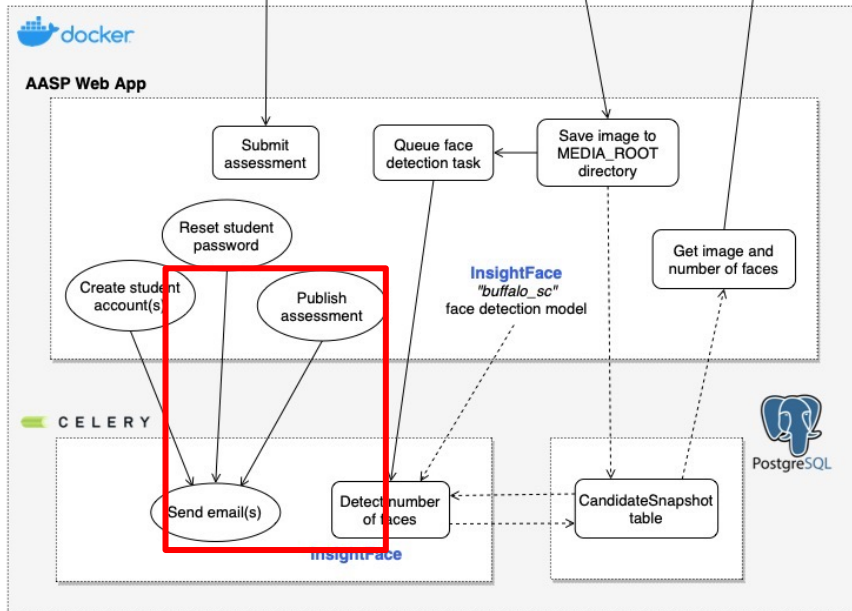 docker
AASP Web App
Submit
assessment
Queue face
detection task
Save image to
MEDIA_ROOT
directory
Reset student
password
Create student
account(s)
Publish
assessment
InsightFace
"buffalo_sc"
face detection model
Get image and
number of faces
CELERY
PostgreSQL
Send email(s)
Detect number
of faces
CandidateSnapshot
table
InsightFace